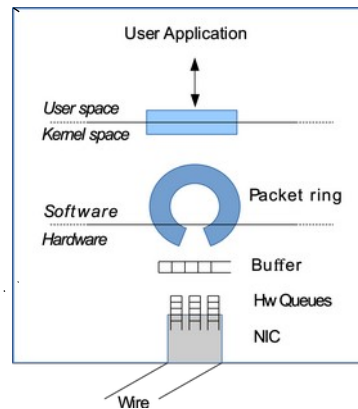 User Application
User space
Kernel space
Packet ring
Software
Hardware
Buffer
Hw Queues
NIC
Wire